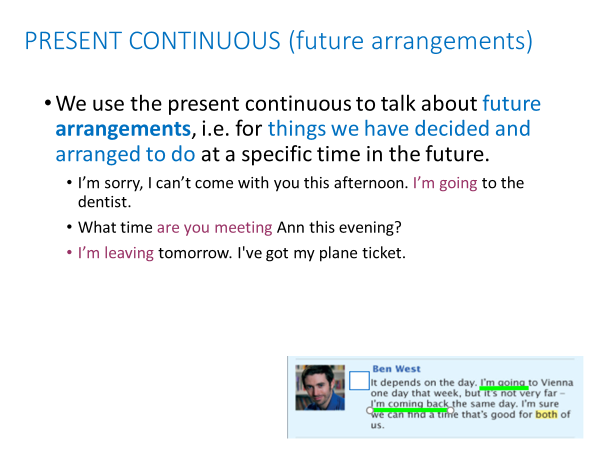 PRESENT CONTINUOUS (future arrangements)
• We use the present continuous to talk about future
arrangements, i.e. for things we have decided and
arranged to do at a specific time in the future.
• I'm sorry, I can't come with you this afternoon. I'm going to the
dentist.
• What time are you meeting Ann this evening?
• I'm leaving tomorrow. I've got my plane ticket.
Ben West
It depends on the day. I'm going to Vienna
one day that week, but it's not very far –
I'm coming back the same day. I'm sure
we can find a time that's good for both of
us.